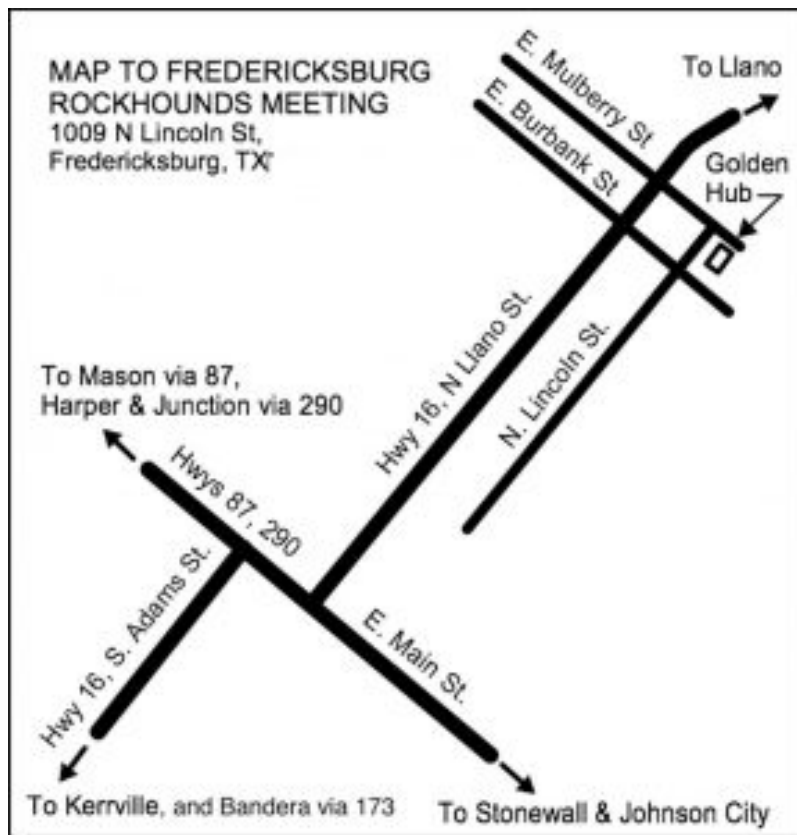 MAP TO FREDERICKSBURG
ROCKHOUNDS MEETING
1009 N Lincoln St,
Fredericksburg, TX
E. Mulberry St
E. Burbank St
To Llano
Golden
Hub
Hwy 16, N Llano St.
N. Lincoln St.
To Mason via 87,
Harper & Junction via 290
Hwys 87, 290
Hwy 16, S. Adams St.
E. Main St.
To Kerrville, and Bandera via 173
To Stonewall & Johnson City